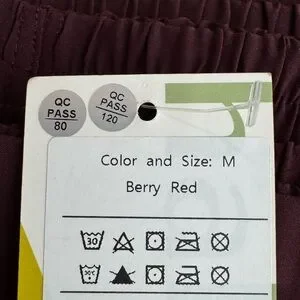 QC
PASS
80
QC
PASS
120
Color and Size: M
Berry Red
30
30°C